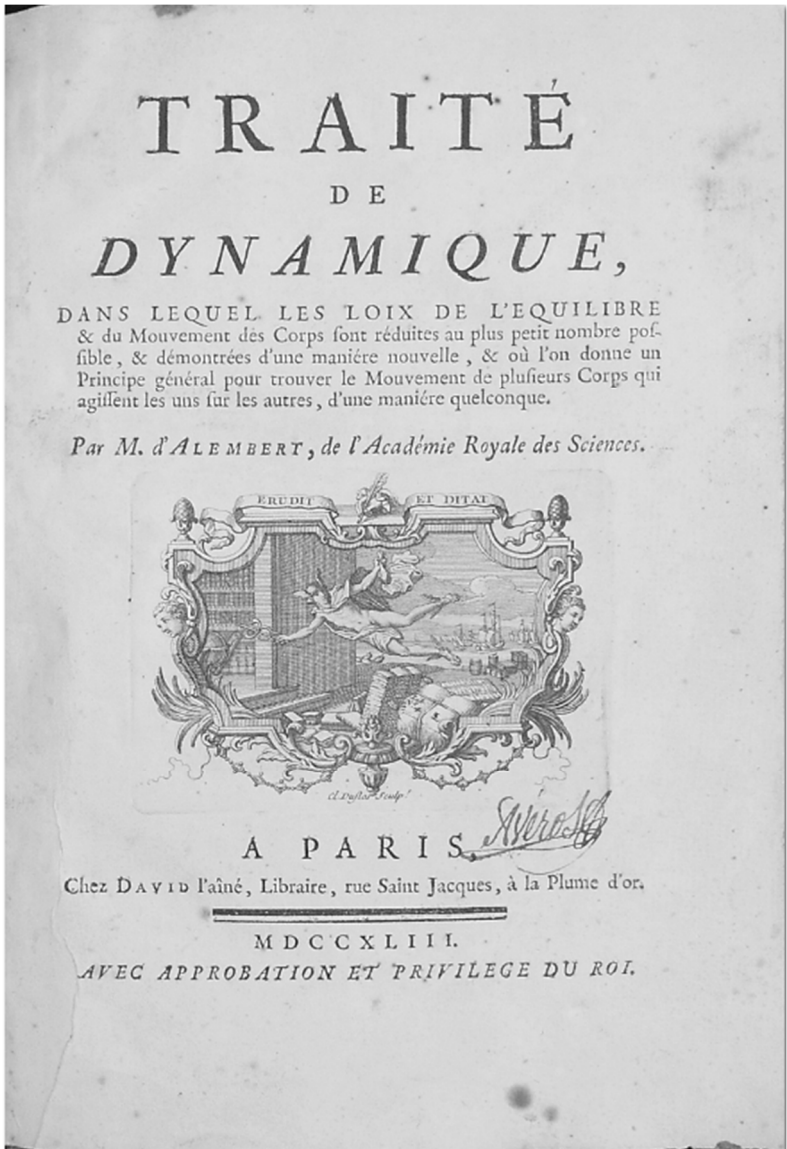 TRAITÉ
DE
DYNAMIQUE,
DANS LEQUEL LES LOIX DE L'EQUILIBRE
& du Mouvement des Corps ſont réduites au plus petit nombre poſ-
ſible, & démontrées d'une maniére nouvelle, & où l'on donne un
Principe général pour trouver le Mouvement de pluſieurs Corps qui
agiſſent les uns ſur les autres, d'une maniére quelconque.
Par M. d'ALEMBERT, de l'Académie Royale des Sciences.
ERUDIT ET DITAT
Sculp.
A PARIS,
Chez DAVID l'aîné, Libraire, rue Saint Jacques, à la Plume d'or.
MDCCXLIII.
AVEC APPROBATION ET PRIVILEGE DU ROI.